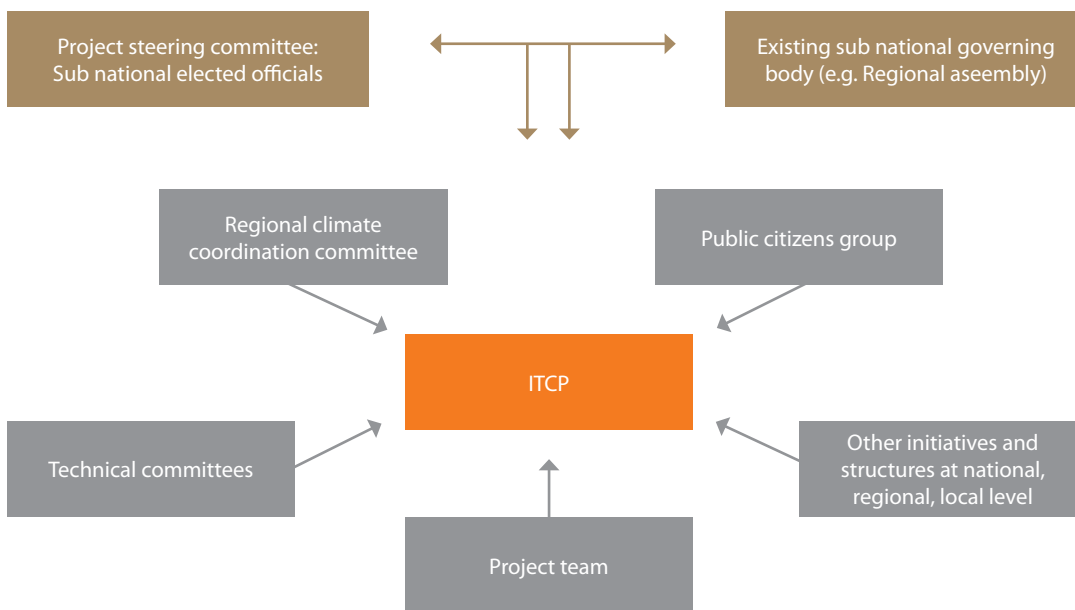 Project steering committee:
Sub national elected officials
Existing sub national governing
body (e.g. Regional aseembly)
Regional climate
coordination committee
Public citizens group
ITCP
Technical committees
Other initiatives and
structures at national,
regional, local level
Project team